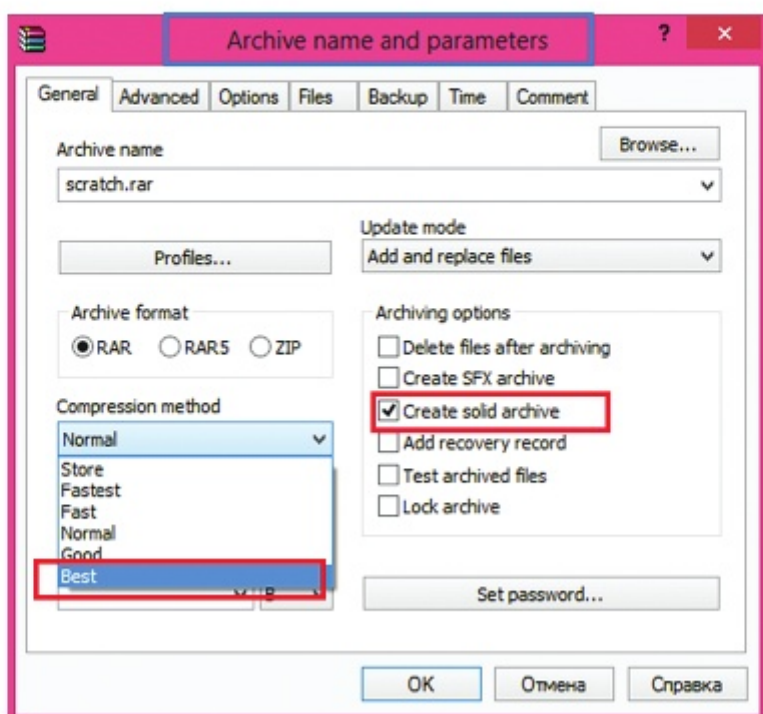 Archive name and parameters
? ×
General Advanced Options Files Backup Time Comment
Archive name
Browse...
scratch.rar
Update mode
Profiles...
Add and replace files
Archive format
RAR RAR5 ZIP
Archiving options
Delete files after archiving
Create SFX archive
Compression method
Create solid archive
Normal
Add recovery record
Store
Test archived files
Fastest
Lock archive
Fast
Normal
Good
Best
B
Set password...
OK Отмена Справка